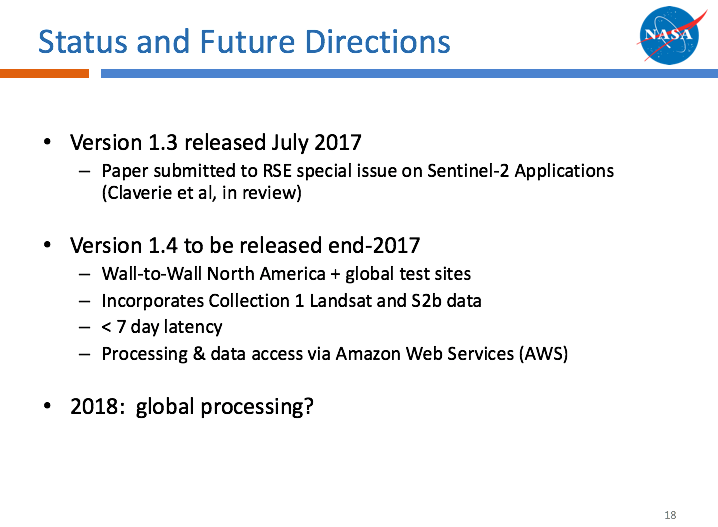 Status and Future Directions
NASA
• Version 1.3 released July 2017
– Paper submitted to RSE special issue on Sentinel-2 Applications
(Claverie et al, in review)
• Version 1.4 to be released end-2017
– Wall-to-Wall North America + global test sites
– Incorporates Collection 1 Landsat and S2b data
– < 7 day latency
– Processing & data access via Amazon Web Services (AWS)
• 2018:  global processing?
18